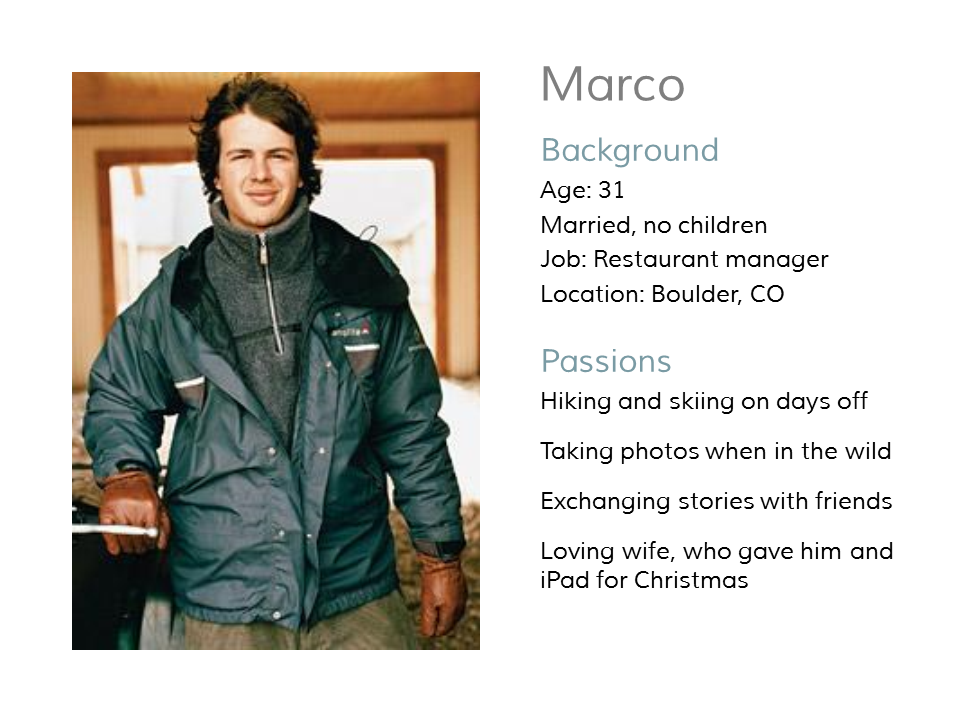 Marco
Background
Age: 31
Married, no children
Job: Restaurant manager
Location: Boulder, CO
Passions
Hiking and skiing on days off
Taking photos when in the wild
Exchanging stories with friends
Loving wife, who gave him and
iPad for Christmas